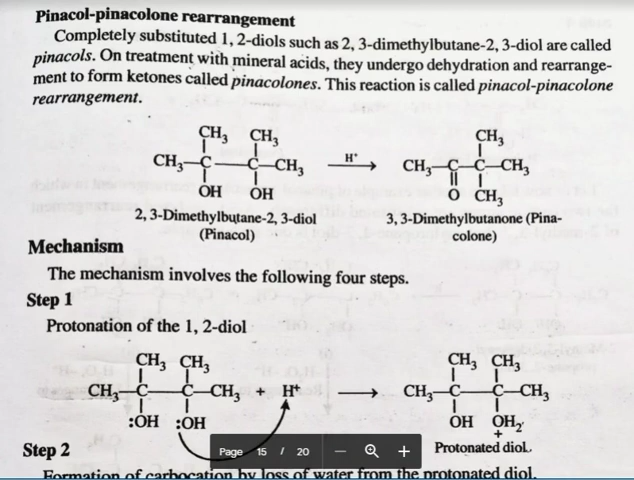 Pinacol-pinacolone rearrangement
Completely substituted 1, 2-diols such as 2, 3-dimethylbutane-2, 3-diol are called
pinacols. On treatment with mineral acids, they undergo dehydration and rearrange-
ment to form ketones called pinacolones. This reaction is called pinacol-pinacolone
rearrangement.
CH₃ CH₃ CH₃
CH₃—C—C—CH₃ H⁺ → CH₃—C—C—CH₃
OH OH O CH₃
2, 3-Dimethylbutane-2, 3-diol 3, 3-Dimethylbutanone (Pina-
(Pinacol) colone)
Mechanism
The mechanism involves the following four steps.
Step 1
Protonation of the 1, 2-diol
CH₃ CH₃ CH₃ CH₃
CH₃—C—C—CH₃ + H⁺ → CH₃—C—C—CH₃
:OH :OH OH OH₂
+
Page 15 / 20 − +
Protonated diol.
Step 2
Formation of carbocation by loss of water from the protonated diol.